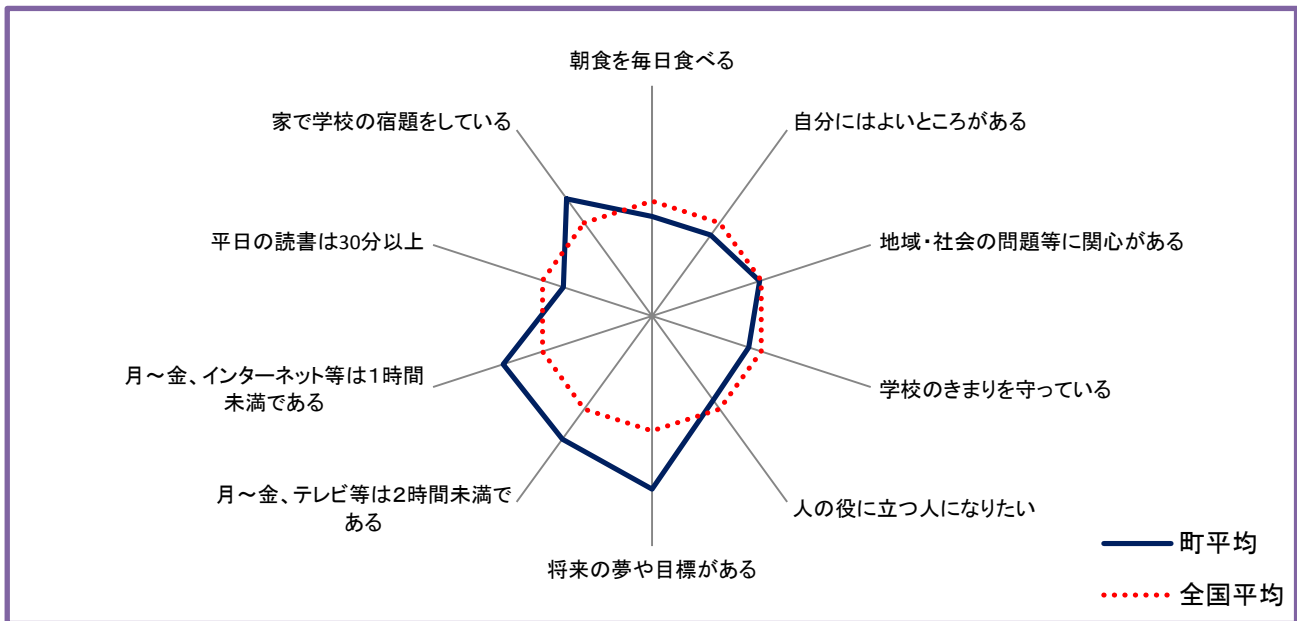 朝食を毎日食べる
自分にはよいところがある
地域・社会の問題等に関心がある
学校のきまりを守っている
人の役に立つ人になりたい
将来の夢や目標がある
月～金、テレビ等は２時間未満で
ある
月～金、インターネット等は１時間
未満である
平日の読書は30分以上
家で学校の宿題をしている
町平均
全国平均